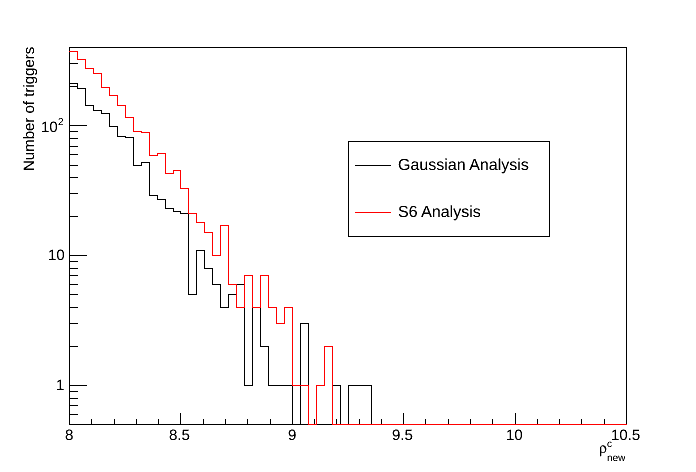 Number of triggers
10²
10
1
Gaussian Analysis
S6 Analysis
8 8.5 9 9.5 10 10.5
ρᶜnew